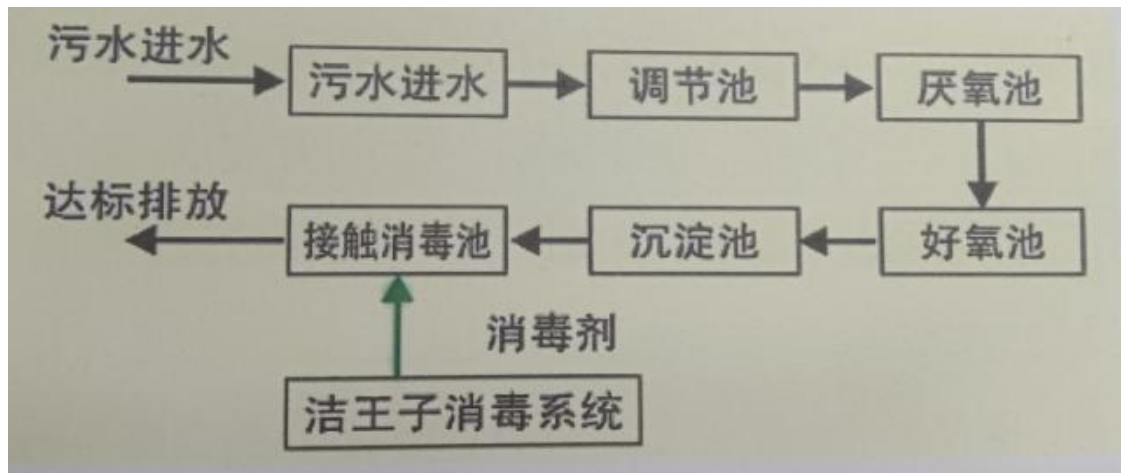 污水进水
污水进水
调节池
厌氧池
达标排放
接触消毒池
沉淀池
好氧池
消毒剂
洁王子消毒系统